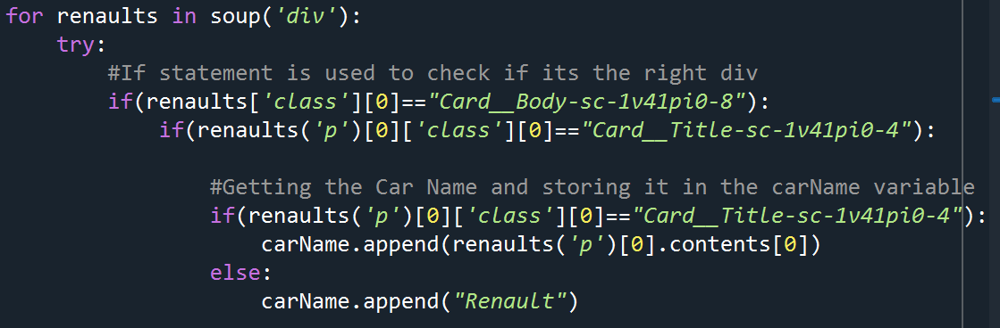 for renaults in soup('div'):
    try:
        #If statement is used to check if its the right div
        if(renaults['class'][0]=="Card__Body-sc-1v41pi0-8"):
            if(renaults('p')[0]['class'][0]=="Card__Title-sc-1v41pi0-4"):
                #Getting the Car Name and storing it in the carName variable
                if(renaults('p')[0]['class'][0]=="Card__Title-sc-1v41pi0-4"):
                    carName.append(renaults('p')[0].contents[0])
                else:
                    carName.append("Renault")